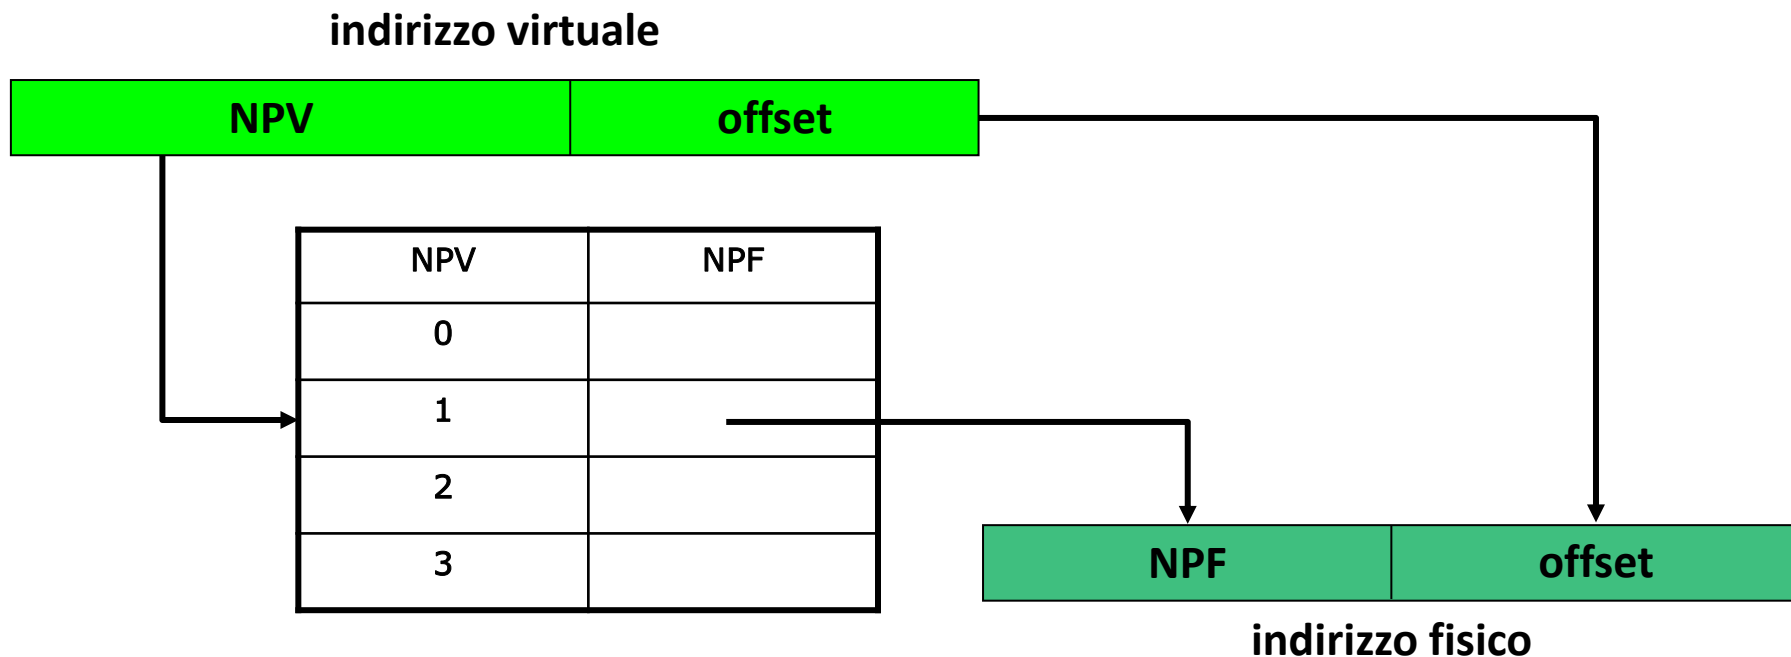 indirizzo virtuale
NPV offset
NPV NPF
0
1
2
3
NPF offset
indirizzo fisico